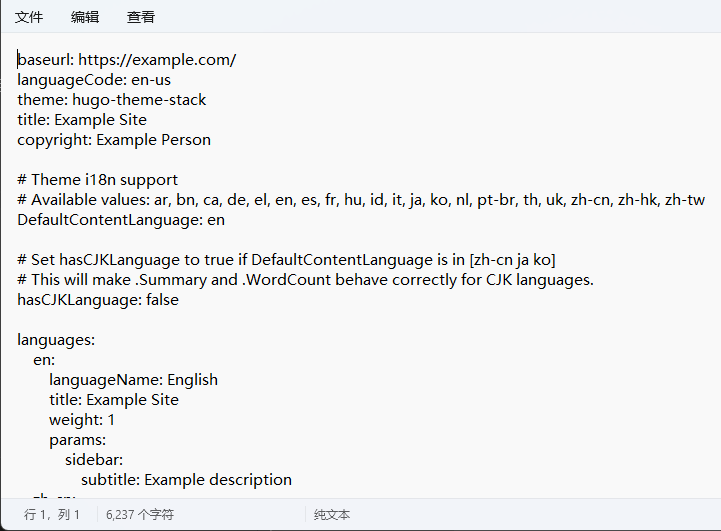 文件 编辑 查看
baseurl: https://example.com/
languageCode: en-us
theme: hugo-theme-stack
title: Example Site
copyright: Example Person
# Theme i18n support
# Available values: ar, bn, ca, de, el, en, es, fr, hu, id, it, ja, ko, nl, pt-br, th, uk, zh-cn, zh-hk, zh-tw
DefaultContentLanguage: en
# Set hasCJKLanguage to true if DefaultContentLanguage is in [zh-cn ja ko]
# This will make .Summary and .WordCount behave correctly for CJK languages.
hasCJKLanguage: false
languages:
en:
languageName: English
title: Example Site
weight: 1
params:
sidebar:
subtitle: Example description
zh-cn:
行 1，列 1 6,237 个字符 纯文本